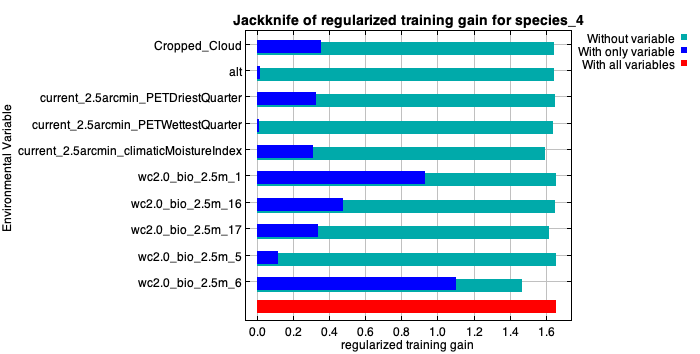 Jackknife of regularized training gain for species_4
Without variable
With only variable
With all variables
Environmental Variable
Cropped_Cloud
alt
current_2.5arcmin_PETDriestQuarter
current_2.5arcmin_PETWettestQuarter
current_2.5arcmin_climaticMoistureIndex
wc2.0_bio_2.5m_1
wc2.0_bio_2.5m_16
wc2.0_bio_2.5m_17
wc2.0_bio_2.5m_5
wc2.0_bio_2.5m_6
0.0 0.2 0.4 0.6 0.8 1.0 1.2 1.4 1.6
regularized training gain